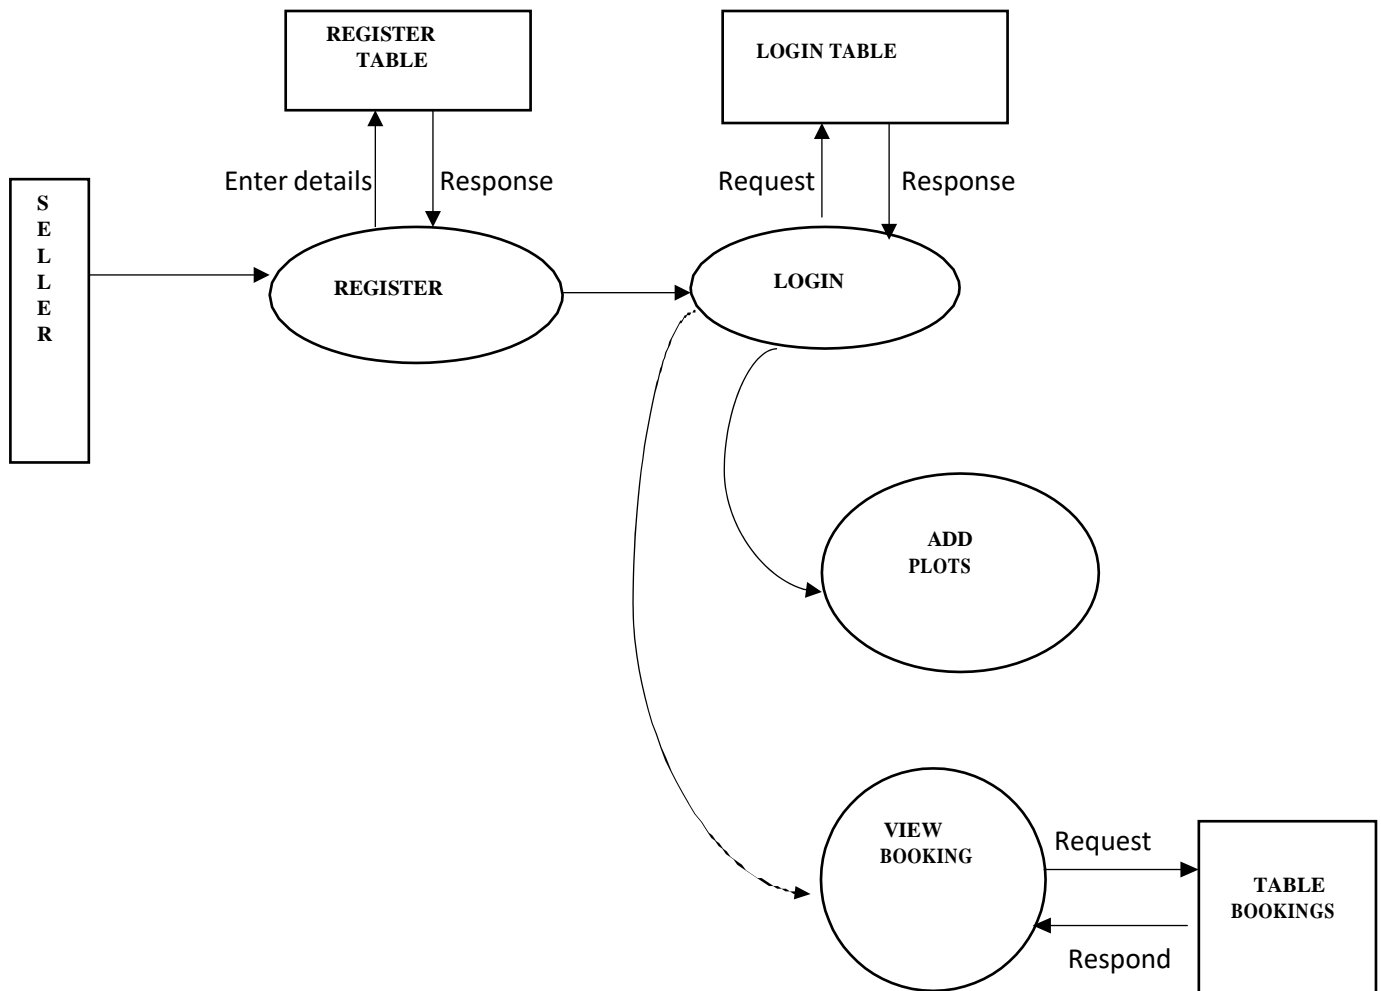 REGISTER
TABLE
LOGIN TABLE
Enter details
Response
Request
Response
S
E
L
L
E
R
REGISTER
LOGIN
ADD
PLOTS
VIEW
BOOKING
Request
TABLE
BOOKINGS
Respond